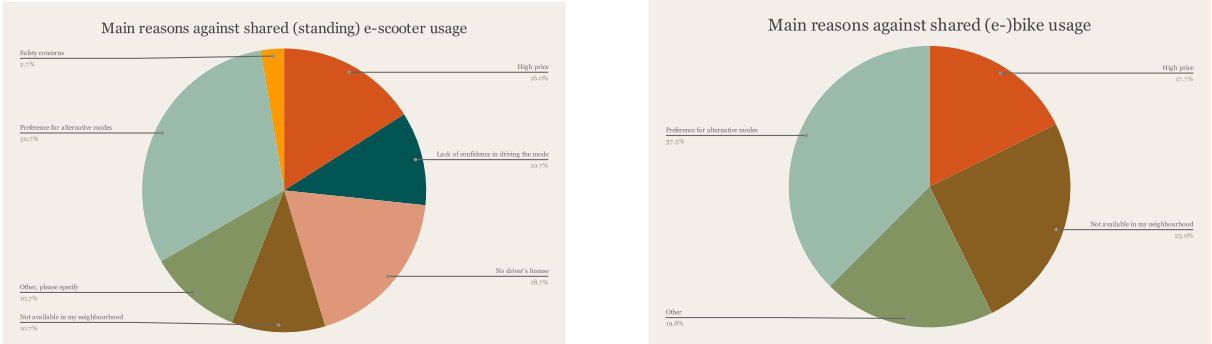 Main reasons against shared (standing) e-scooter usage
Safety concerns
2.7%
High price
16.0%
Preference for alternative modes
30.7%
Lack of confidence in driving the mode
10.7%
No driver's license
18.7%
Other, please specify
10.7%
Not available in my neighbourhood
10.7%
Main reasons against shared (e-)bike usage
High price
17.7%
Preference for alternative modes
37.5%
Not available in my neighbourhood
25.0%
Other
19.8%